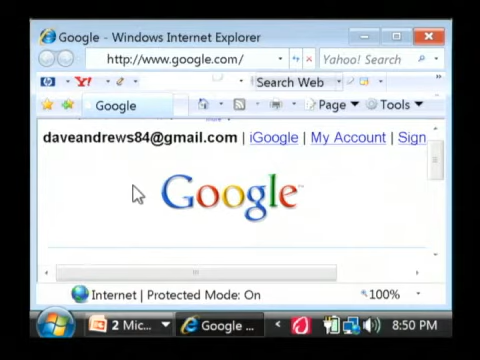 Google - Windows Internet Explorer
http://www.google.com/
Yahoo! Search
Y!
Search Web
Google
Page
Tools
daveandrews84@gmail.com | iGoogle | My Account | Sign
Google™
Internet | Protected Mode: On
100%
2 Mic...
Google ...
8:50 PM